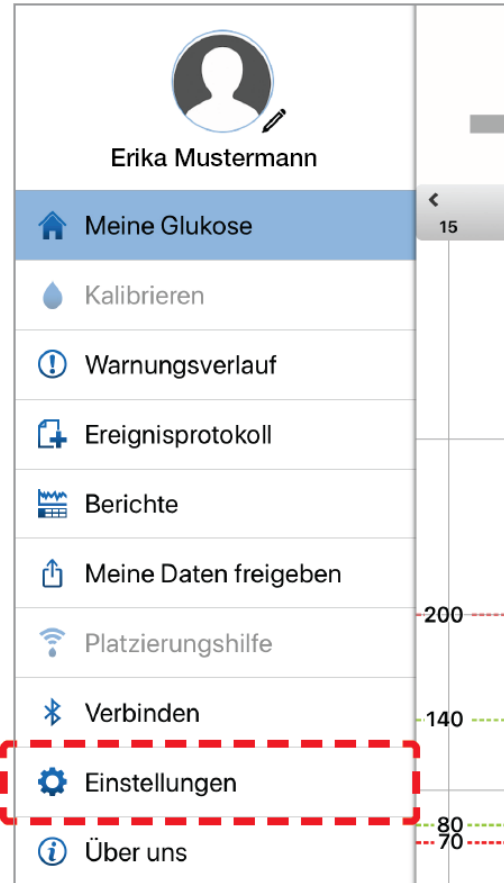 Erika Mustermann
Meine Glukose
Kalibrieren
Warnungsverlauf
Ereignisprotokoll
Berichte
Meine Daten freigeben
Platzierungshilfe
Verbinden
Einstellungen
Über uns
15
200
140
80
70